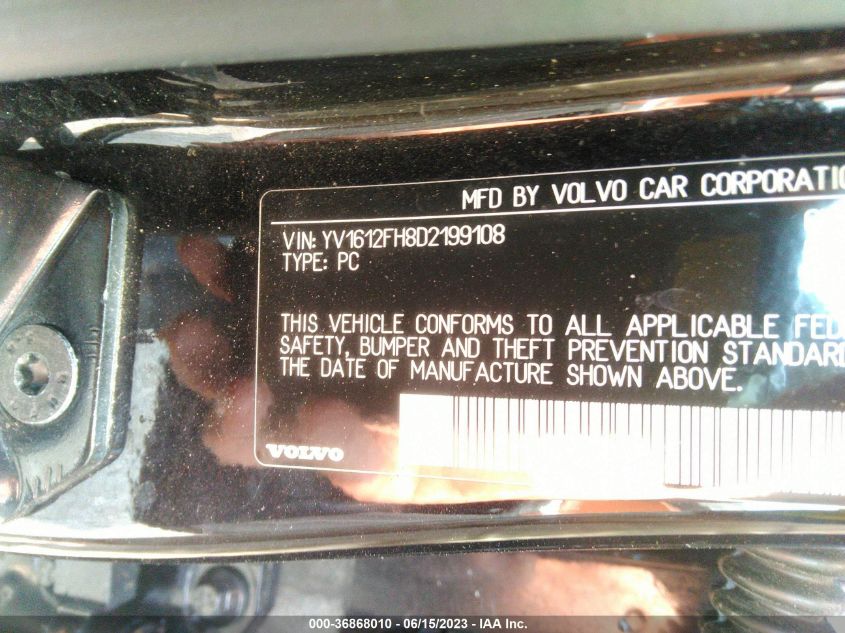 MFD BY VOLVO CAR CORPORATIO
VIN: YV1612FH8D2199108
TYPE: PC
THIS VEHICLE CONFORMS TO ALL APPLICABLE FED
SAFETY, BUMPER AND THEFT PREVENTION STANDARD
THE DATE OF MANUFACTURE SHOWN ABOVE.
VOLVO
000-36868010 - 06/15/2023 - IAA Inc.